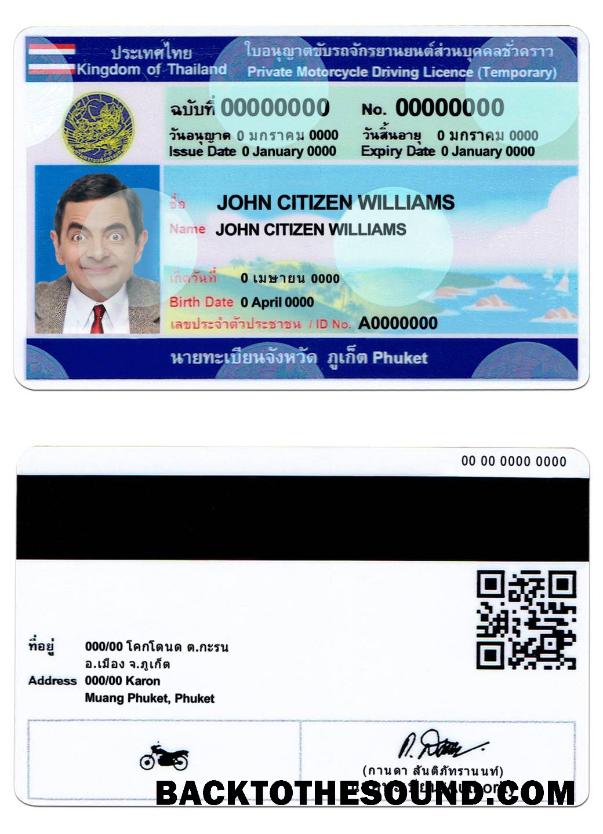 ประเทศไทย
Kingdom of Thailand
ใบอนุญาตขับรถจักรยานยนต์ส่วนบุคคลชั่วคราว
Private Motorcycle Driving Licence (Temporary)
ฉบับที่ 00000000 No. 00000000
วันอนุญาต 0 มกราคม 0000 วันสิ้นอายุ 0 มกราคม 0000
Issue Date 0 January 0000 Expiry Date 0 January 0000
ชื่อ JOHN CITIZEN WILLIAMS
Name JOHN CITIZEN WILLIAMS
เกิดวันที่ 0 เมษายน 0000
Birth Date 0 April 0000
เลขประจำตัวประชาชน / ID No. A0000000
นายทะเบียนจังหวัด ภูเก็ต Phuket
00 00 0000 0000
ที่อยู่ 000/00 โคกโตนด ต.กะรน
อ.เมือง จ.ภูเก็ต
Address 000/00 Karon
Muang Phuket, Phuket
(กานดา สันติภัทรานนท์)
BACKTOTHESOUND.COM